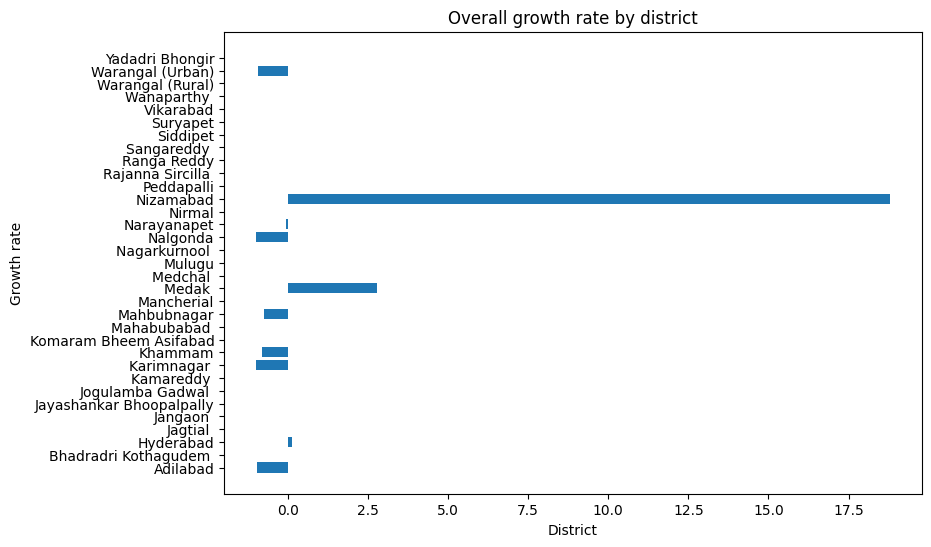 Overall growth rate by district
Yadadri Bhongir
Warangal (Urban)
Warangal (Rural)
Wanaparthy
Vikarabad
Suryapet
Siddipet
Sangareddy
Ranga Reddy
Rajanna Sircilla
Peddapalli
Nizamabad
Nirmal
Narayanapet
Nalgonda
Nagarkurnool
Mulugu
Medchal
Medak
Mancherial
Mahbubnagar
Mahabubabad
Komaram Bheem Asifabad
Khammam
Karimnagar
Kamareddy
Jogulamba Gadwal
Jayashankar Bhoopalpally
Jangaon
Jagtial
Hyderabad
Bhadradri Kothagudem
Adilabad
Growth rate
0.0 2.5 5.0 7.5 10.0 12.5 15.0 17.5
District